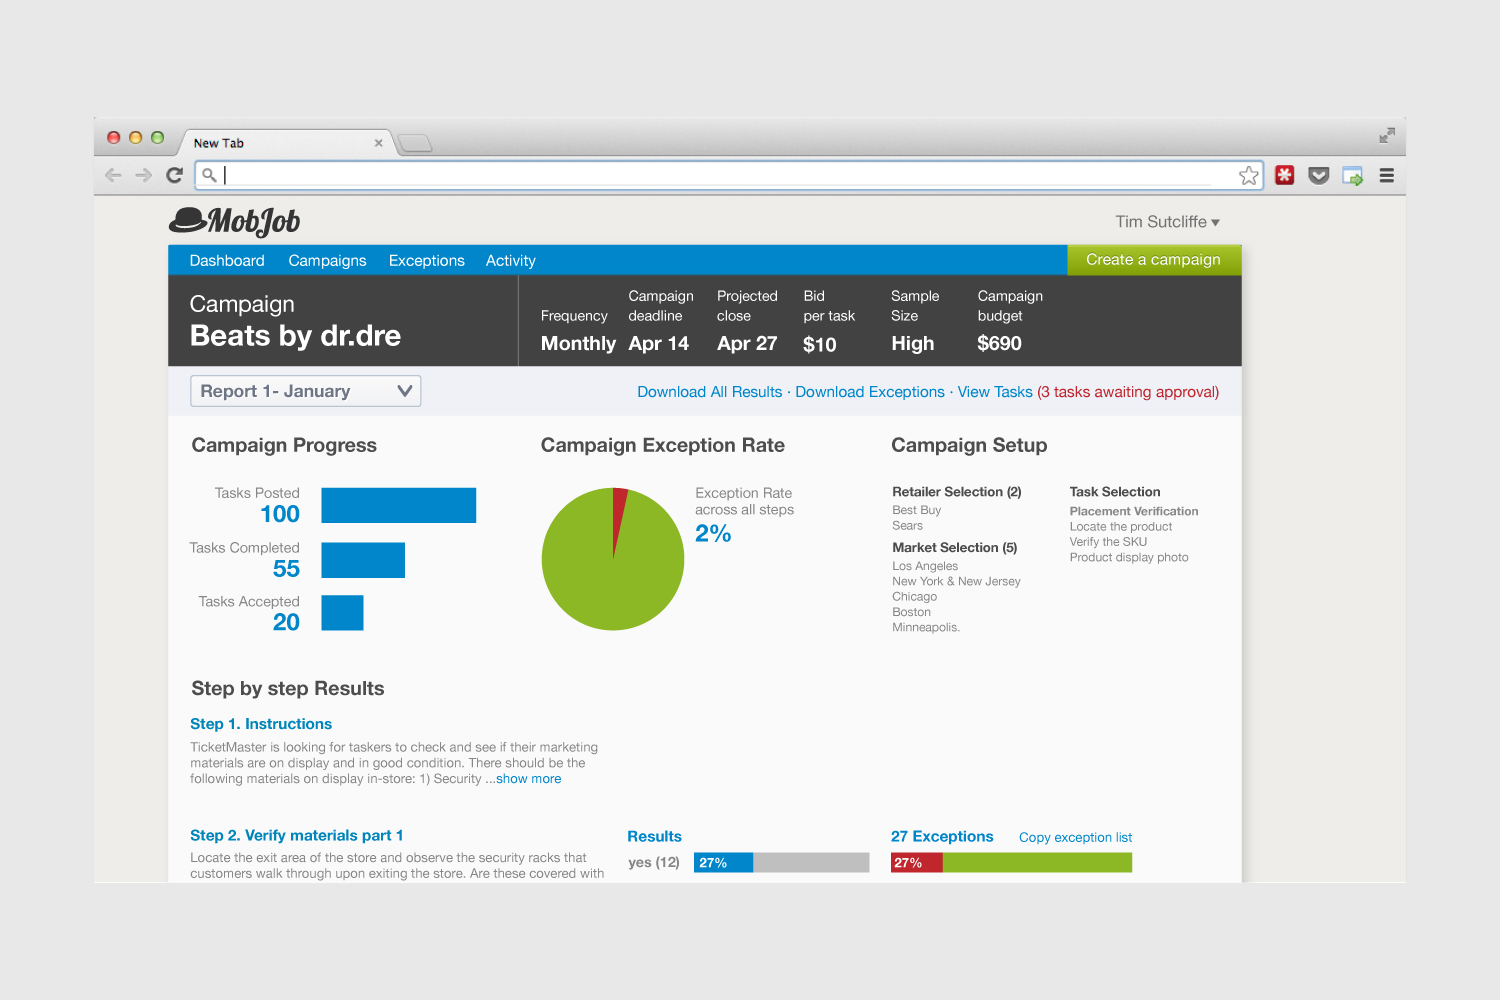 New Tab
MobJob
Tim Sutcliffe
Dashboard Campaigns Exceptions Activity
Create a campaign
Campaign
Beats by dr.dre
Frequency
Monthly
Campaign
deadline
Apr 14
Projected
close
Apr 27
Bid
per task
$10
Sample
Size
High
Campaign
budget
$690
Report 1- January
Download All Results · Download Exceptions · View Tasks (3 tasks awaiting approval)
Campaign Progress
Tasks Posted
100
Tasks Completed
55
Tasks Accepted
20
Campaign Exception Rate
Exception Rate
across all steps
2%
Campaign Setup
Retailer Selection (2)
Best Buy
Sears
Market Selection (5)
Los Angeles
New York & New Jersey
Chicago
Boston
Minneapolis.
Task Selection
Placement Verification
Locate the product
Verify the SKU
Product display photo
Step by step Results
Step 1. Instructions
TicketMaster is looking for taskers to check and see if their marketing
materials are on display and in good condition. There should be the
following materials on display in-store: 1) Security ...show more
Step 2. Verify materials part 1
Locate the exit area of the store and observe the security racks that
customers walk through upon exiting the store. Are these covered with
Results
yes (12) 27%
27 Exceptions Copy exception list
27%